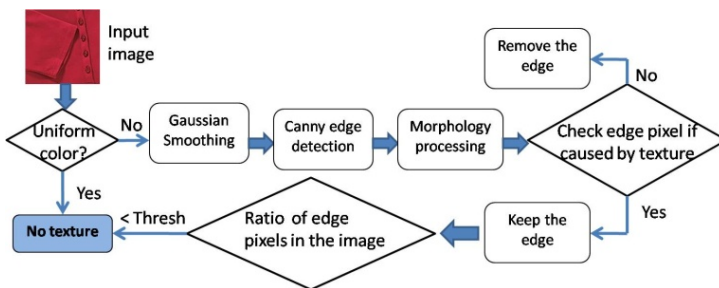 Input
image
Remove the
edge
No
Uniform
color?
No
Gaussian
Smoothing
Canny edge
detection
Morphology
processing
Check edge pixel if
caused by texture
Yes
Yes
No texture
< Thresh
Ratio of edge
pixels in the image
Keep the
edge